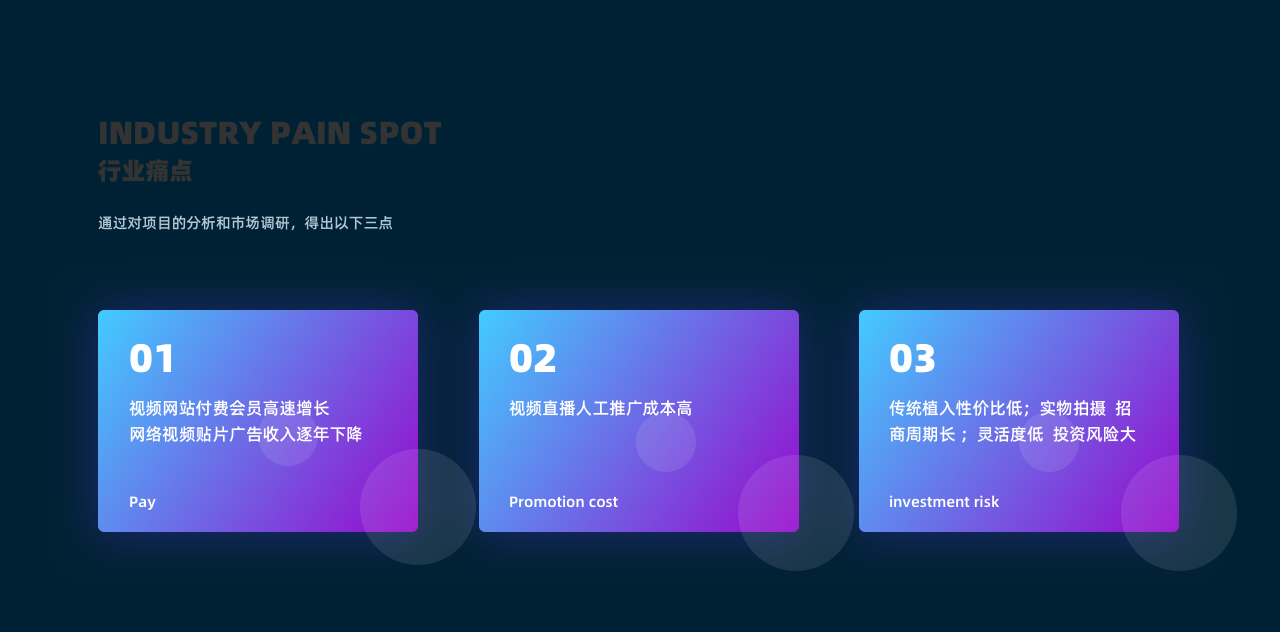 INDUSTRY PAIN SPOT
行业痛点
通过对项目的分析和市场调研，得出以下三点
01
视频网站付费会员高速增长
网络视频贴片广告收入逐年下降
Pay
02
视频直播人工推广成本高
Promotion cost
03
传统植入性价比低；实物拍摄 招
商周期长 ；灵活度低 投资风险大
investment risk